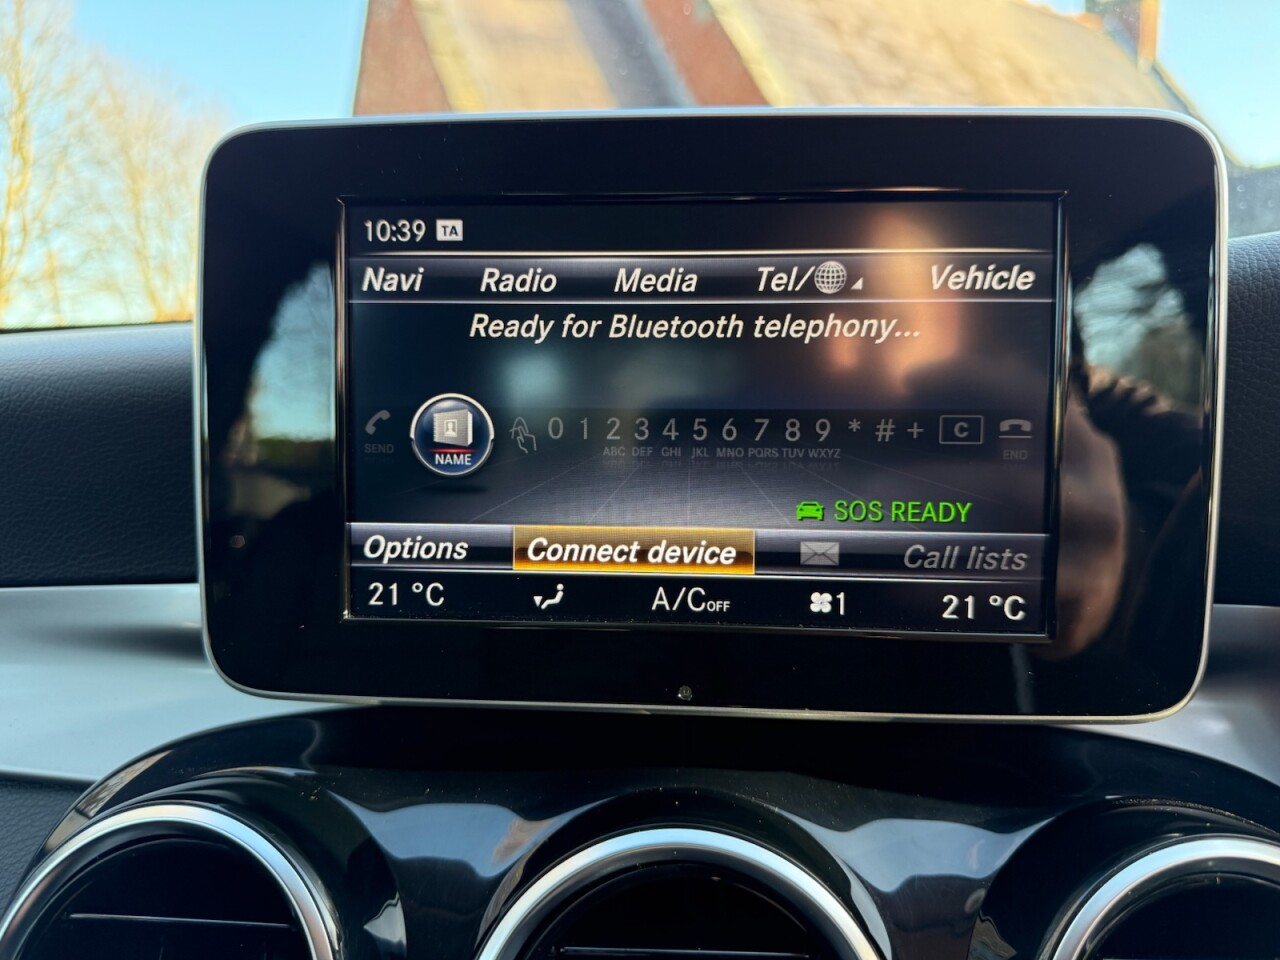 10:39 TA
Navi Radio Media Tel/ Vehicle
Ready for Bluetooth telephony...
SEND NAME 0 1 2 3 4 5 6 7 8 9 * # + C END
ABC DEF GHI JKL MNO PQRS TUV WXYZ
SOS READY
Options Connect device Call lists
21 °C A/C OFF 1 21 °C